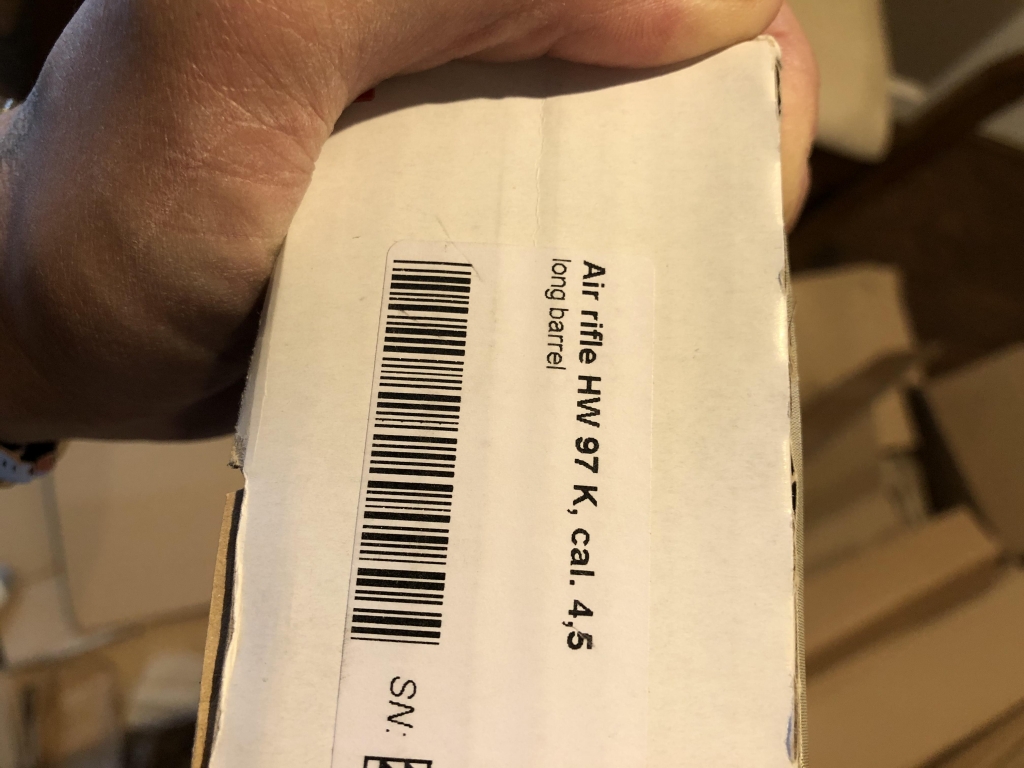 Air rifle HW 97 K, cal. 4,5
long barrel
SN: